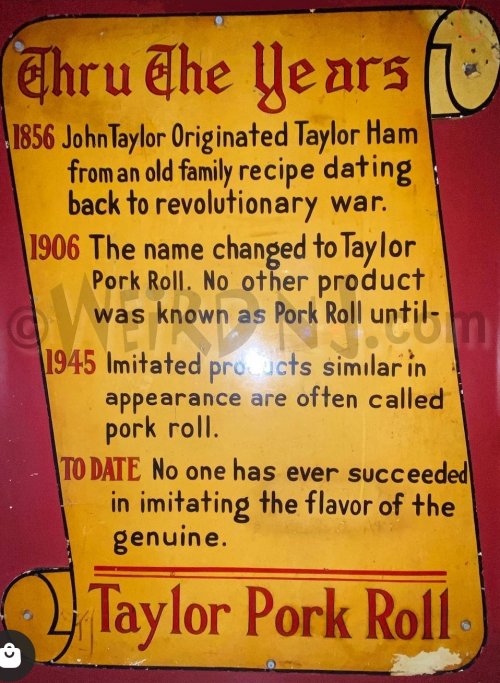 Thru The Years
1856 John Taylor Originated Taylor Ham
from an old family recipe dating
back to revolutionary war.
1906 The name changed to Taylor
Pork Roll. No other product
was known as Pork Roll until-
©WEIRDNJ.com
1945 Imitated products similar in
appearance are often called
pork roll.
TO DATE No one has ever succeeded
in imitating the flavor of the
genuine.
Taylor Pork Roll